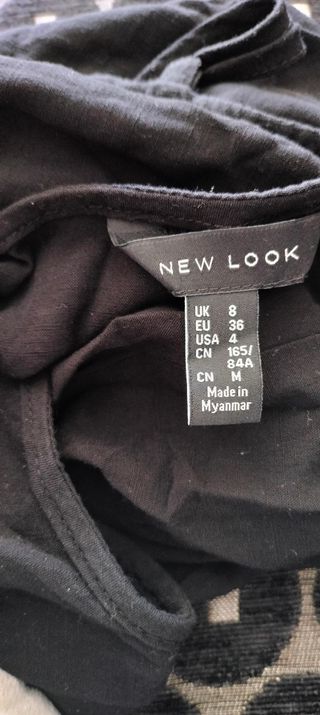 NEW LOOK
UK 8
EU 36
USA 4
CN 165/
84A
CN M
Made in
Myanmar